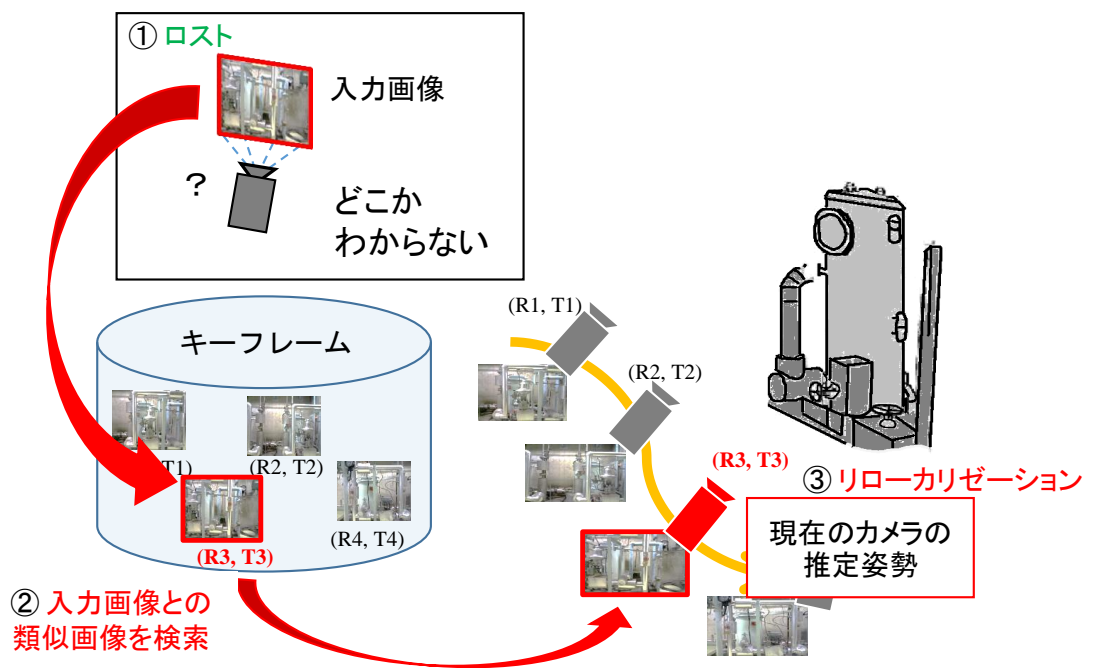 ① ロスト
入力画像
?
どこか
わからない
キーフレーム
T1)
(R2, T2)
(R3, T3)
(R4, T4)
② 入力画像との
類似画像を検索
(R1, T1)
(R2, T2)
(R3, T3)
③ リローカリゼーション
現在のカメラの
推定姿勢